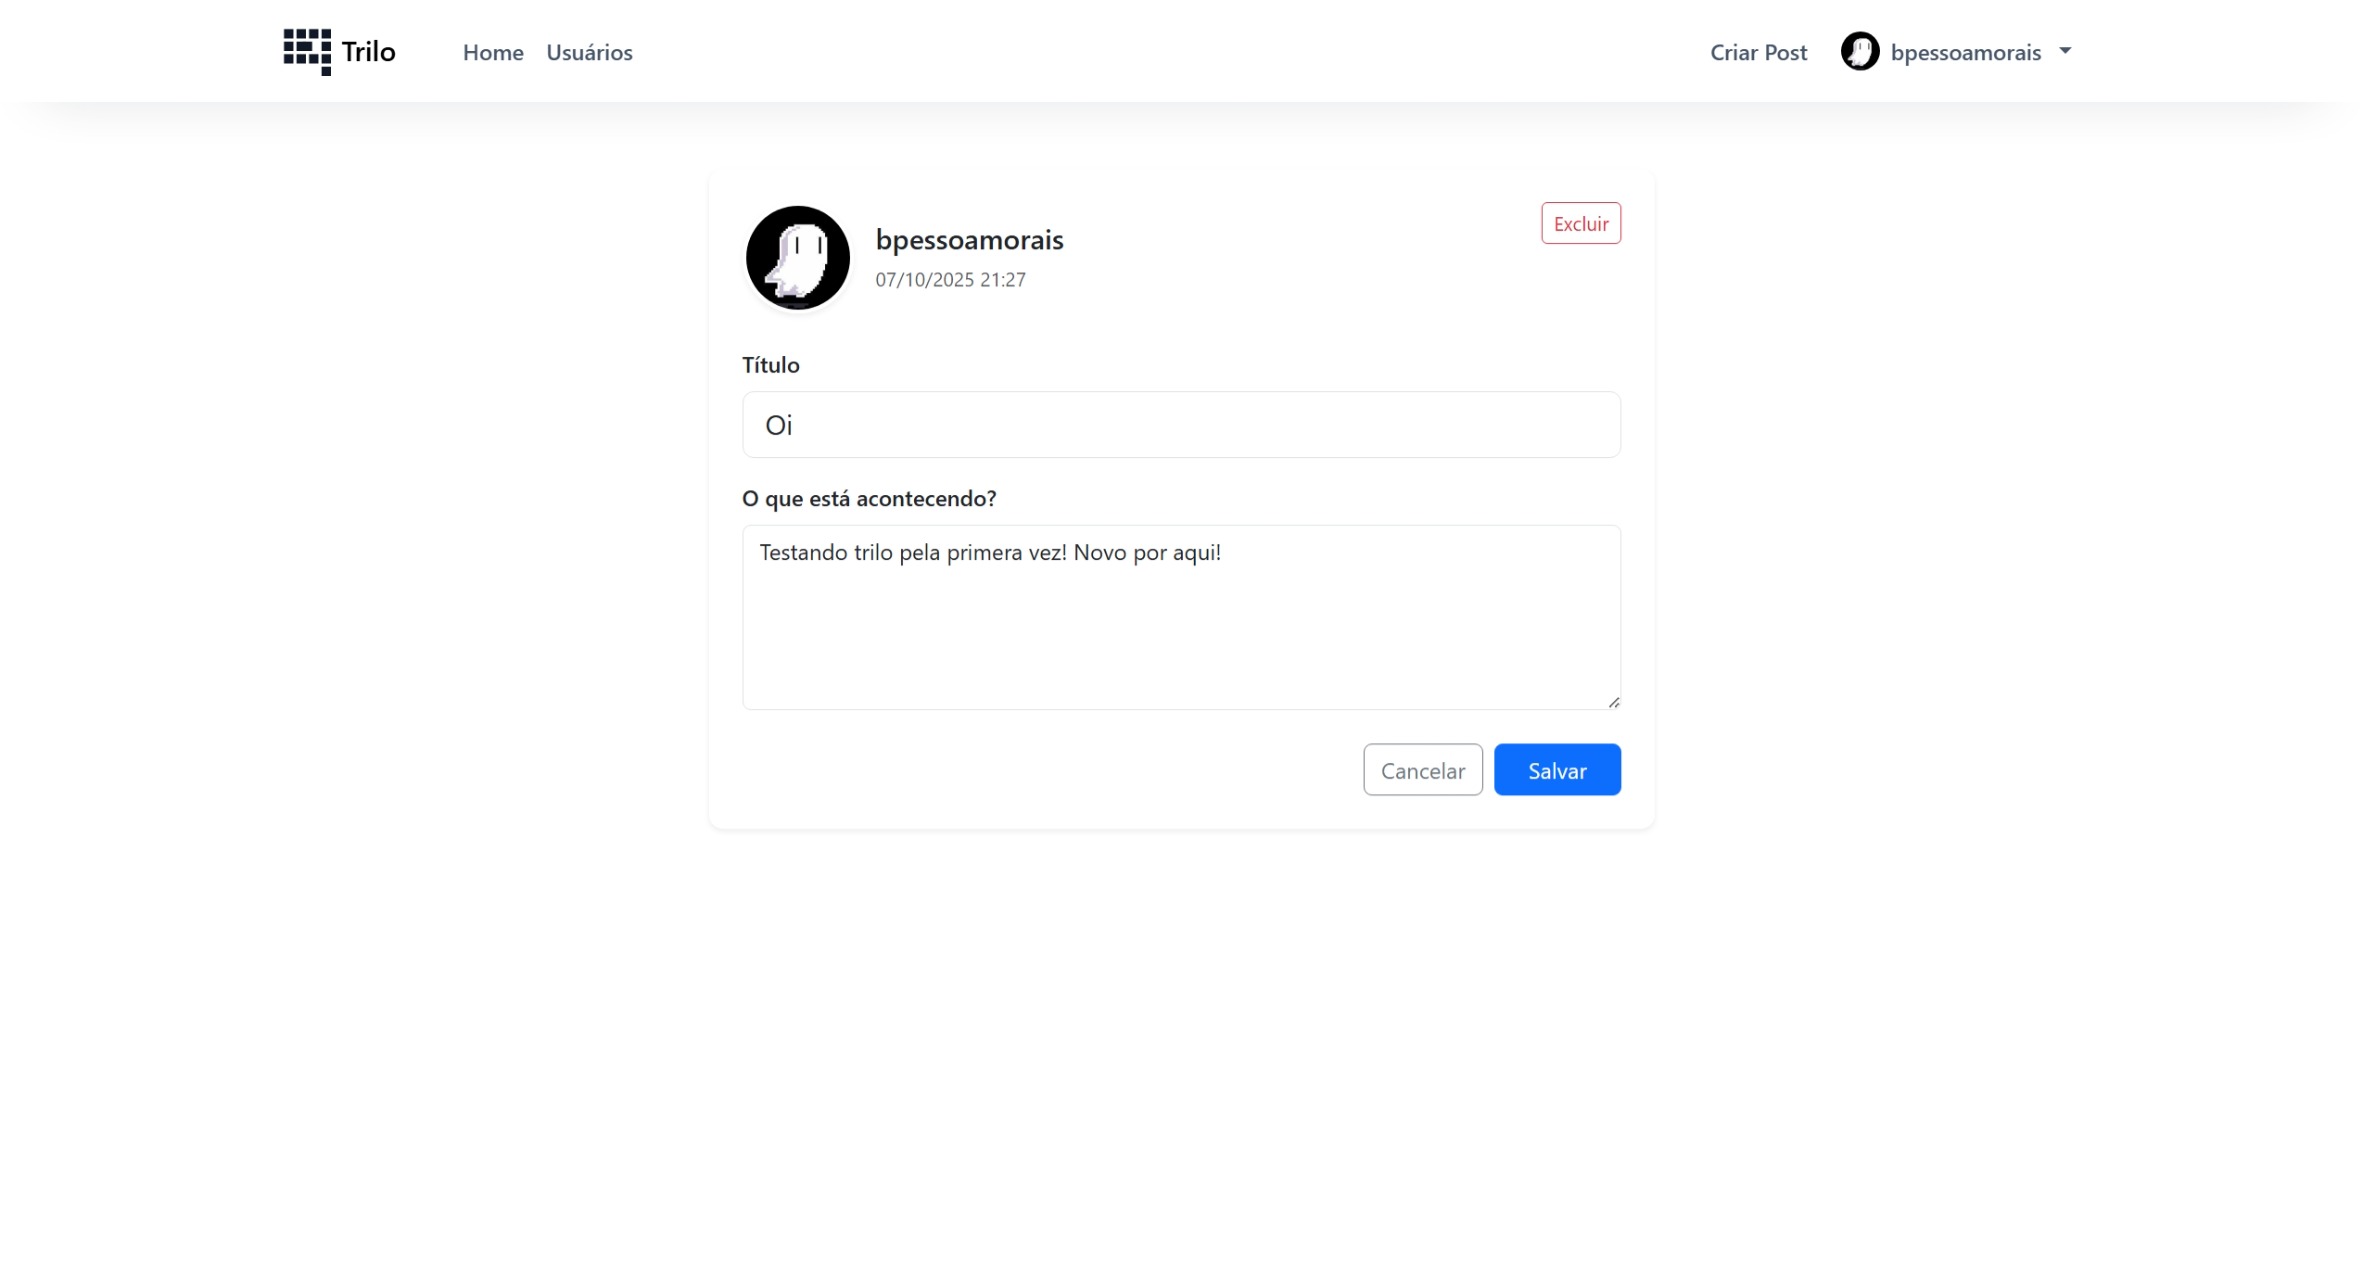 Trilo
Home
Usuários
Criar Post
bpessoamorais
bpessoamorais
07/10/2025 21:27
Excluir
Título
Oi
O que está acontecendo?
Testando trilo pela primera vez! Novo por aqui!
Cancelar
Salvar